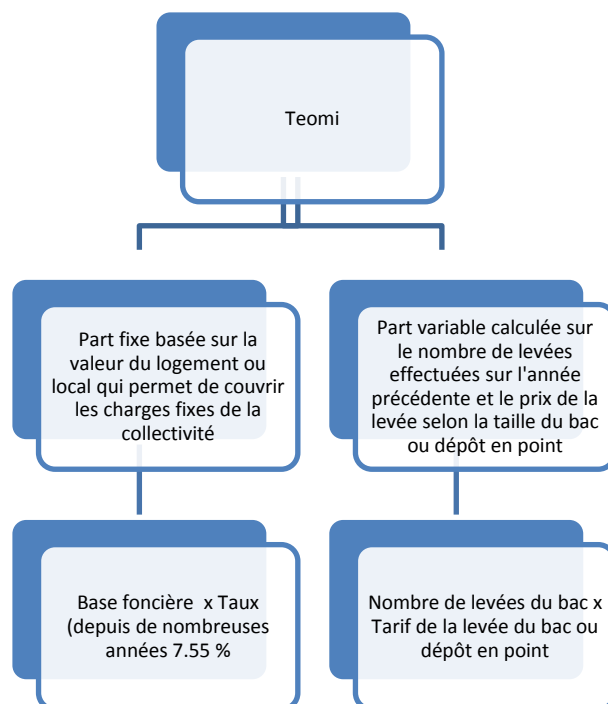 Teomi
Part fixe basée sur la
valeur du logement ou
local qui permet de couvrir
les charges fixes de la
collectivité
Part variable calculée sur
le nombre de levées
effectuées sur l'année
précédente et le prix de la
levée selon la taille du bac
ou dépôt en point
Base foncière x Taux
(depuis de nombreuses
années 7.55 %
Nombre de levées du bac x
Tarif de la levée du bac ou
dépôt en point